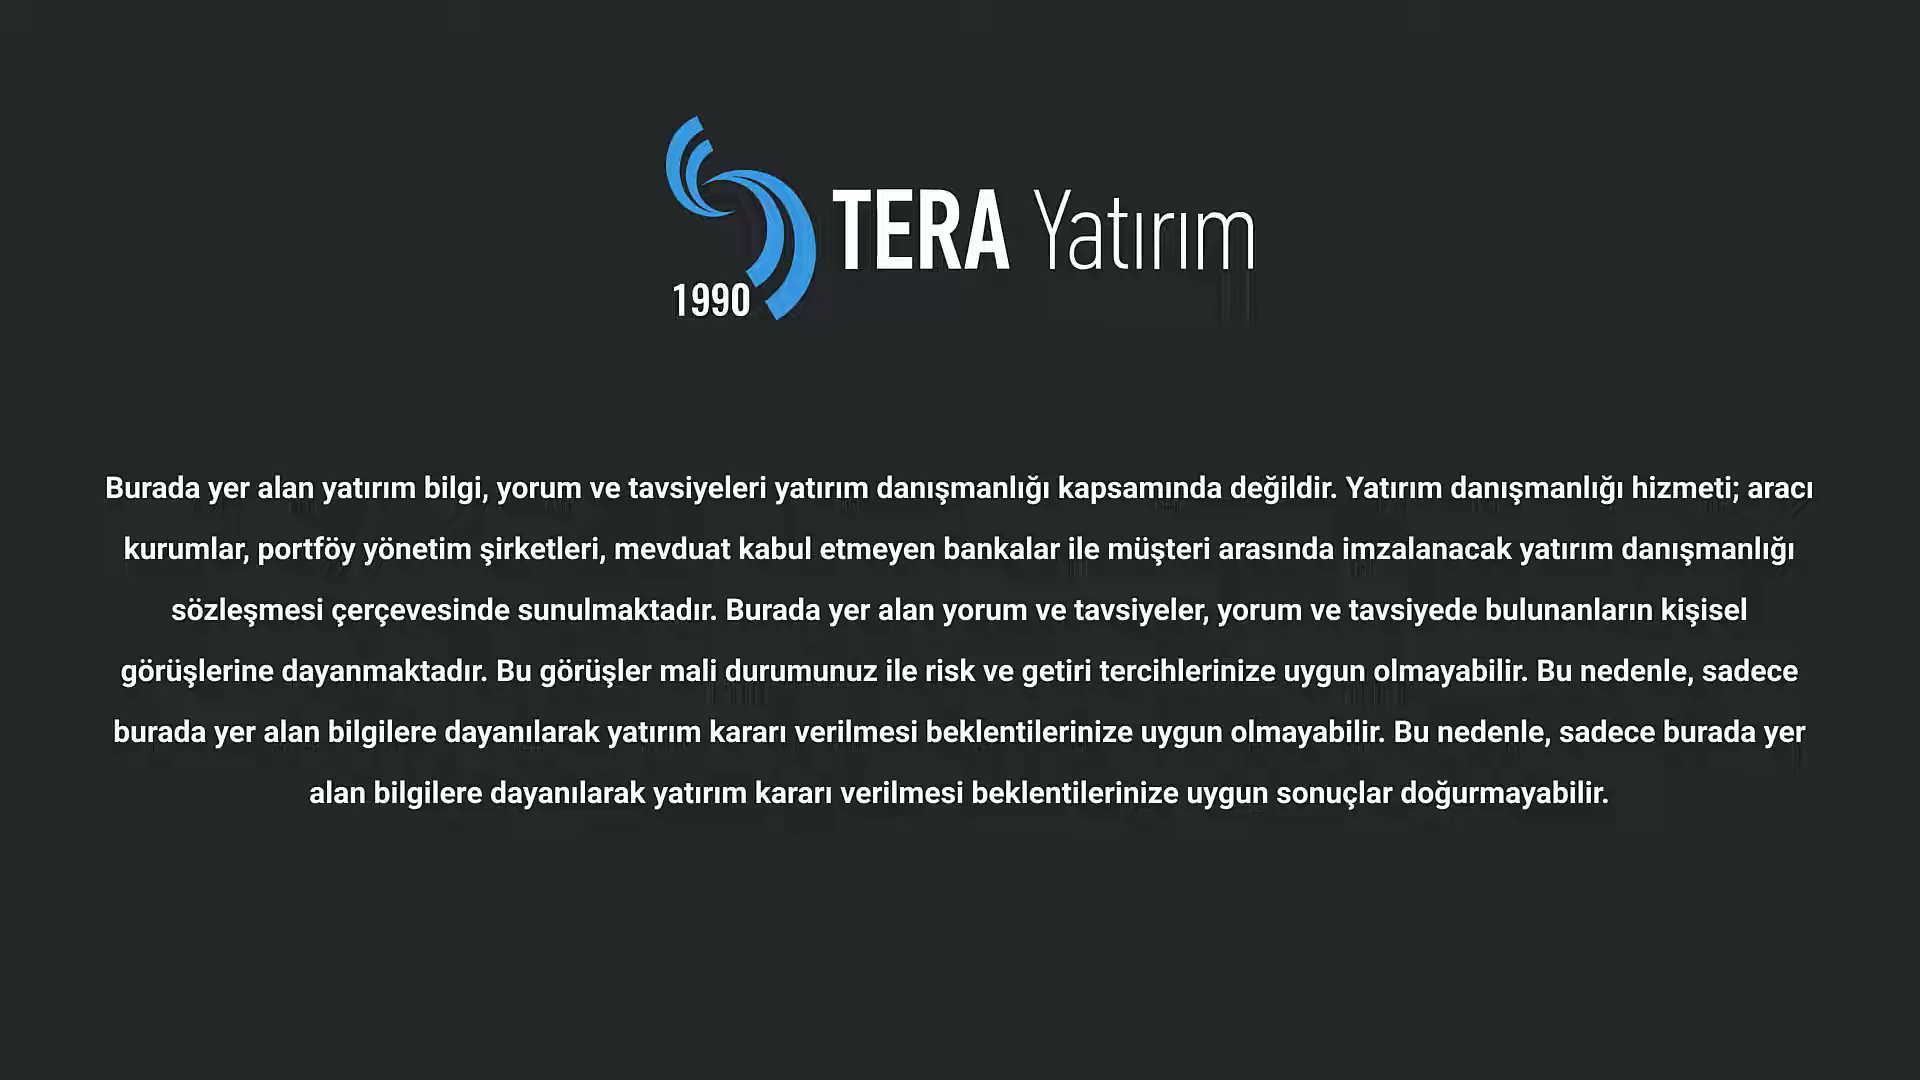 TERA Yatırım
1990
Burada yer alan yatırım bilgi, yorum ve tavsiyeleri yatırım danışmanlığı kapsamında değildir. Yatırım danışmanlığı hizmeti; aracı
kurumlar, portföy yönetim şirketleri, mevduat kabul etmeyen bankalar ile müşteri arasında imzalanacak yatırım danışmanlığı
sözleşmesi çerçevesinde sunulmaktadır. Burada yer alan yorum ve tavsiyeler, yorum ve tavsiyede bulunanların kişisel
görüşlerine dayanmaktadır. Bu görüşler mali durumunuz ile risk ve getiri tercihlerinize uygun olmayabilir. Bu nedenle, sadece
burada yer alan bilgilere dayanılarak yatırım kararı verilmesi beklentilerinize uygun olmayabilir. Bu nedenle, sadece burada yer
alan bilgilere dayanılarak yatırım kararı verilmesi beklentilerinize uygun sonuçlar doğurmayabilir.